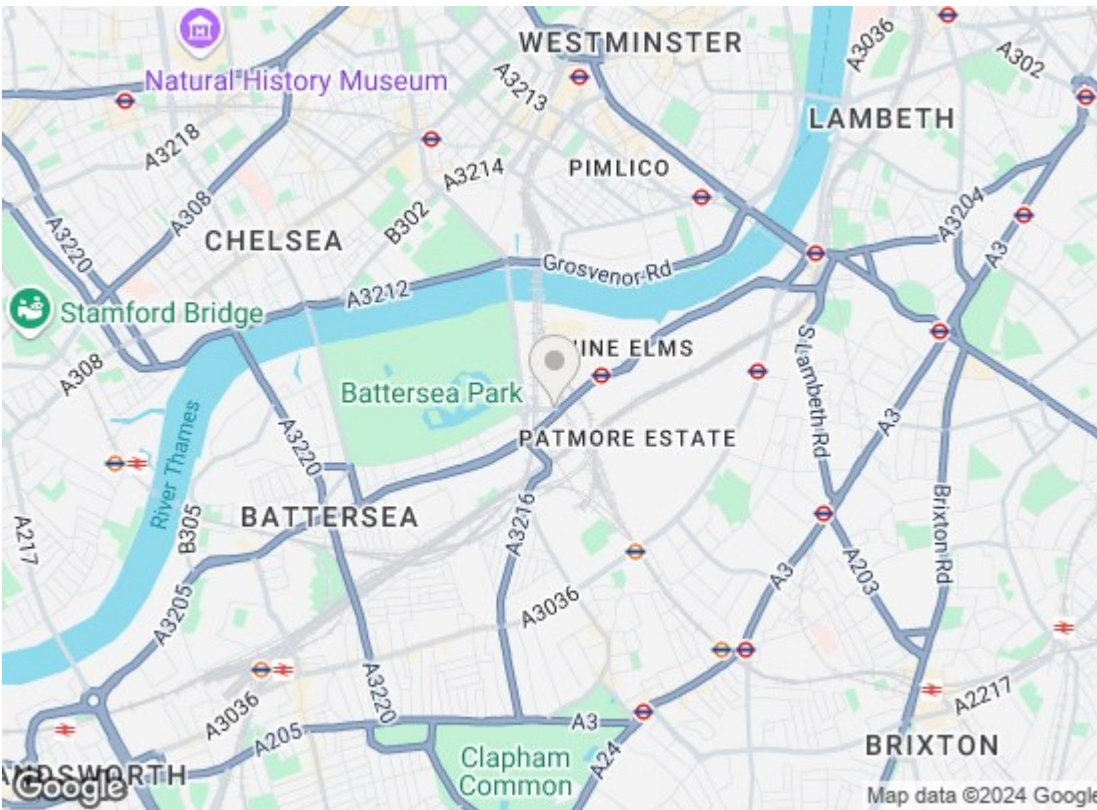 WESTMINSTER
A3036
A302
Natural History Museum
A3213
LAMBETH
A3218
PIMLICO
A3214
A308
B302
A3204
A3220
CHELSEA
A3
Grosvenor Rd
A3212
Stamford Bridge
A308
NINE ELMS
S Lambeth Rd
Battersea Park
A3
PATMORE ESTATE
A3220
River Thames
BATTERSEA
B305
A3216
A217
Brixton Rd
A3
A203
A3205
A3036
A3220
A3036
A2217
A205
A3
A24
BRIXTON
Clapham
Common
ANDSWORTH
Google
Map data ©2024 Google